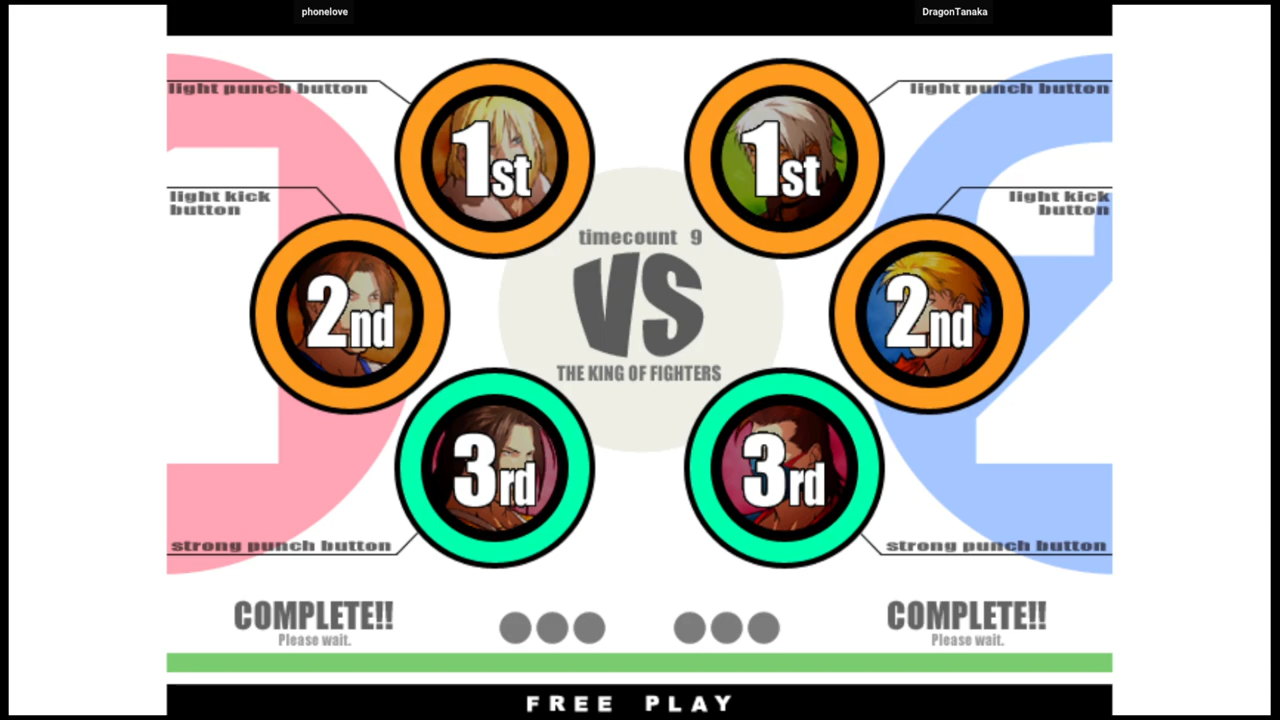 phonelove
DragonTanaka
light punch button
light punch button
1st
1st
light kick
button
light kick
button
timecount 9
VS
2nd
2nd
THE KING OF FIGHTERS
3rd
3rd
strong punch button
strong punch button
COMPLETE!!
Please wait.
COMPLETE!!
Please wait.
FREE PLAY